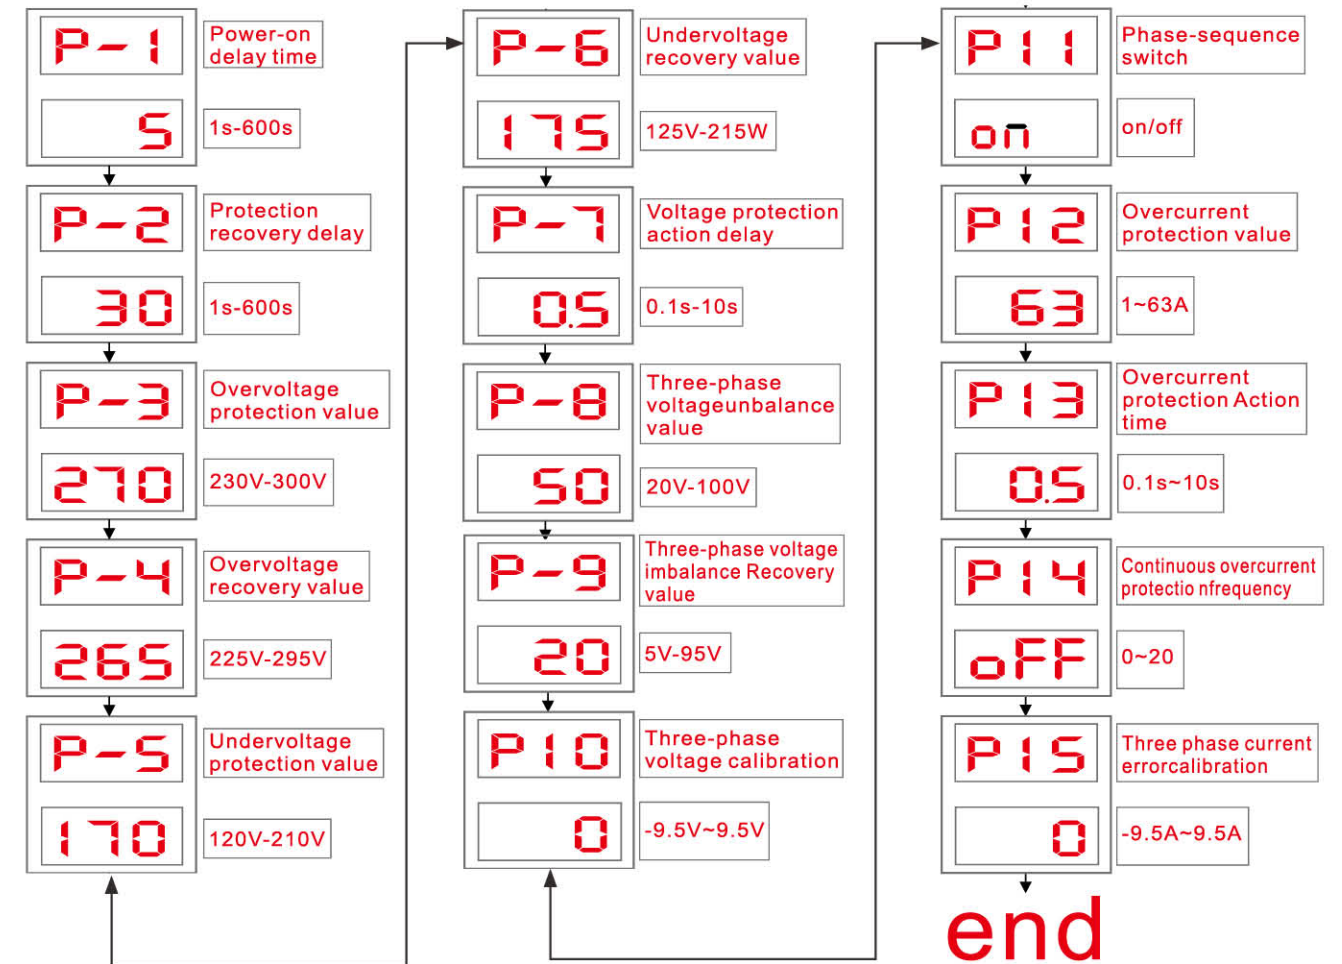 P-1
Power-on
delay time
5
1s-600s
P-2
Protection
recovery delay
30
1s-600s
P-3
Overvoltage
protection value
270
230V-300V
P-4
Overvoltage
recovery value
265
225V-295V
P-5
Undervoltage
protection value
170
120V-210V
P-6
Undervoltage
recovery value
175
125V-215W
P-7
Voltage protection
action delay
0.5
0.1s-10s
P-8
Three-phase
voltageunbalance
value
50
20V-100V
P-9
Three-phase voltage
imbalance Recovery
value
20
5V-95V
P10
Three-phase
voltage calibration
0
-9.5V~9.5V
P11
Phase-sequence
switch
on
on/off
P12
Overcurrent
protection value
63
1~63A
P13
Overcurrent
protection Action
time
0.5
0.1s~10s
P14
Continuous overcurrent
protectio nfrequency
oFF
0~20
P15
Three phase current
errorcalibration
0
-9.5A~9.5A
end